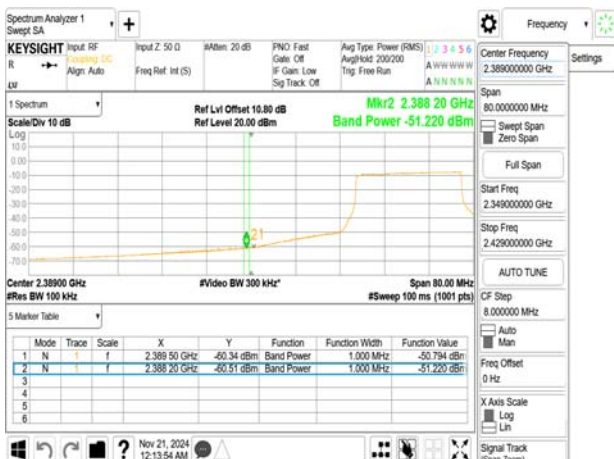 Spectrum Analyzer 1
Swept SA
Frequency
KEYSIGHT
Input: RF
Coupling: DC
Align: Auto
Input Z: 50 Ω
Freq Ref: Int (S)
#Atten: 20 dB
PNO: Fast
Gate: Off
IF Gain: Low
Sig Track: Off
Avg Type: Power (RMS)
Avg|Hold: 200/200
Trig: Free Run
1 2 3 4 5 6
A W W W W W
A N N N N N
R
LVI
1 Spectrum
Scale/Div 10 dB
Ref Lvl Offset 10.80 dB
Ref Level 20.00 dBm
Mkr2 2.388 20 GHz
Band Power -51.220 dBm
Log
10.0
0.00
-10.0
-20.0
-30.0
-40.0
-50.0
-60.0
-70.0
21
Center 2.38900 GHz
#Video BW 300 kHz*
Span 80.00 MHz
#Res BW 100 kHz
#Sweep 100 ms (1001 pts)
5 Marker Table
Mode Trace Scale X Y Function Function Width Function Value
1 N 1 f 2.389 50 GHz -60.34 dBm Band Power 1.000 MHz -50.794 dBm
2 N 1 f 2.388 20 GHz -60.51 dBm Band Power 1.000 MHz -51.220 dBm
3
4
5
6
Nov 21, 2024
12:13:54 AM
Center Frequency
2.389000000 GHz
Settings
Span
80.0000000 MHz
Swept Span
Zero Span
Full Span
Start Freq
2.349000000 GHz
Stop Freq
2.429000000 GHz
AUTO TUNE
CF Step
8.000000 MHz
Auto
Man
Freq Offset
0 Hz
X Axis Scale
Log
Lin
Signal Track
(Span Zoom)